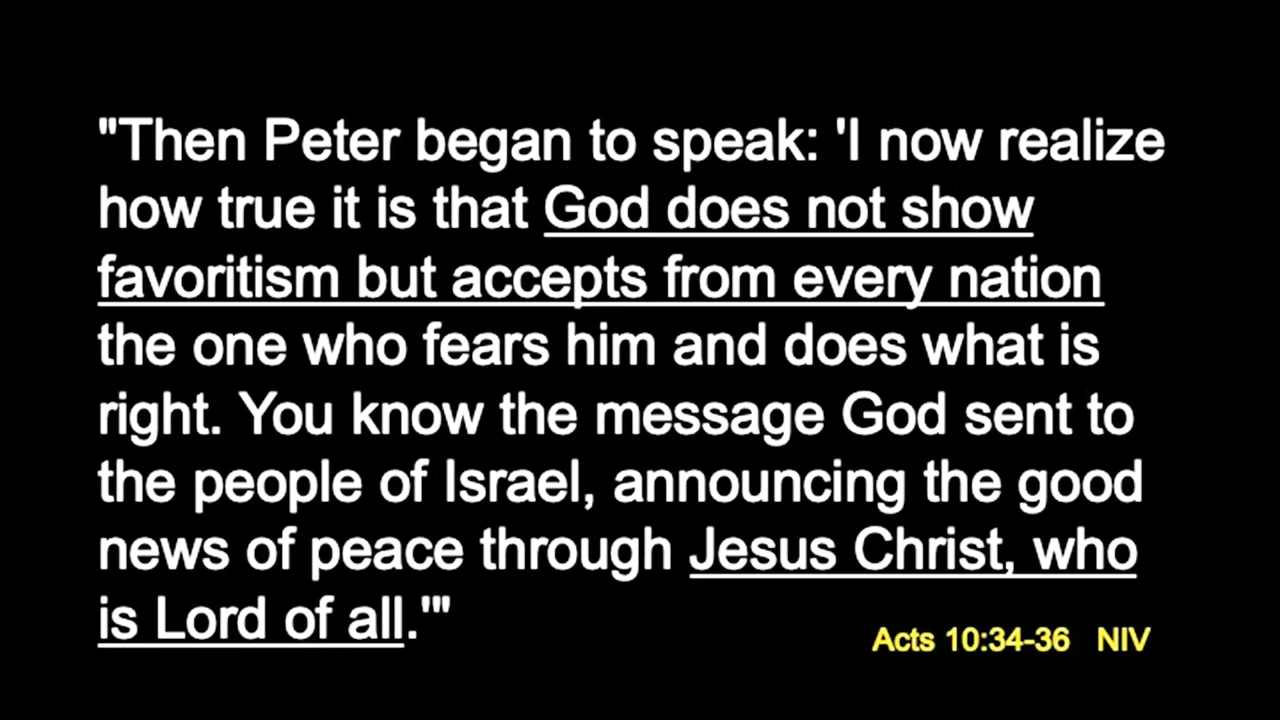 "Then Peter began to speak: 'I now realize
how true it is that God does not show
favoritism but accepts from every nation
the one who fears him and does what is
right. You know the message God sent to
the people of Israel, announcing the good
news of peace through Jesus Christ, who
is Lord of all.'"
Acts 10:34-36 NIV